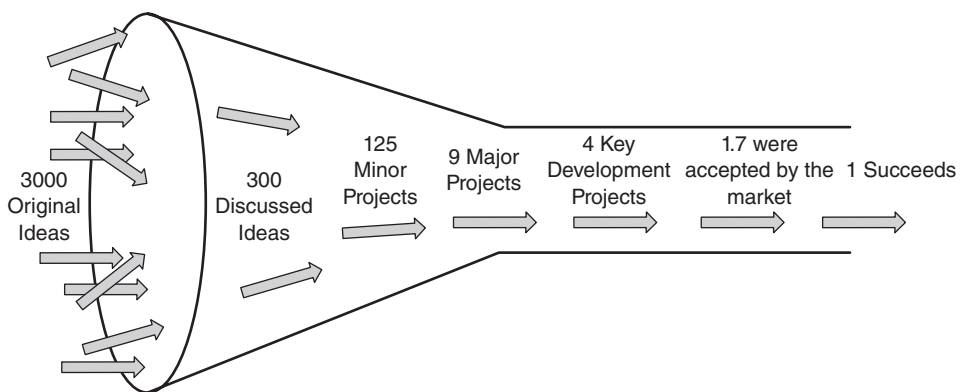 3000
Original
Ideas
300
Discussed
Ideas
125
Minor
Projects
9 Major
Projects
4 Key
Development
Projects
1.7 were
accepted by the
market
1 Succeeds